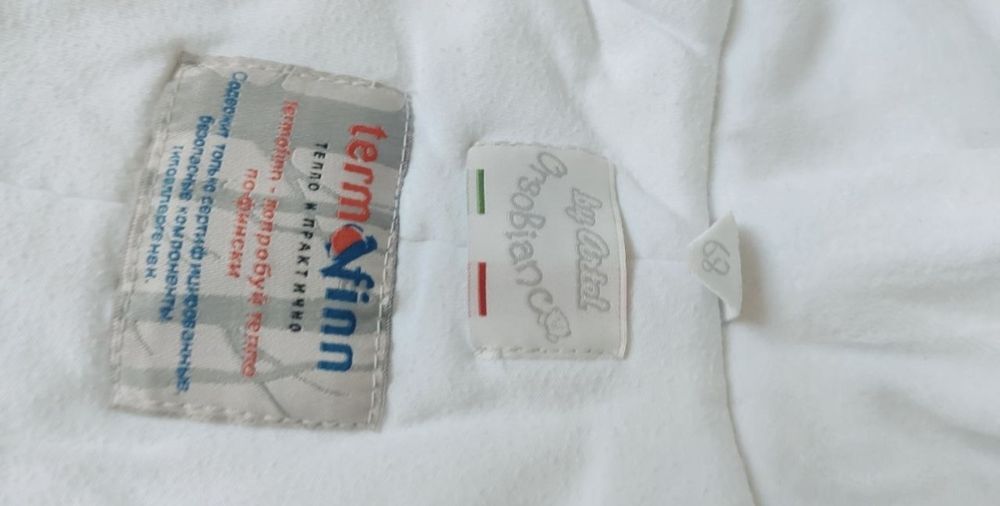 termofinn
ТЕПЛО И ПРАКТИЧНО
termofinn - попробуй тепло
по-фински
Содержит только сертифицированные,
безопасные компоненты.
Гипоаллергенен.
by Artel
Orsobianco
68